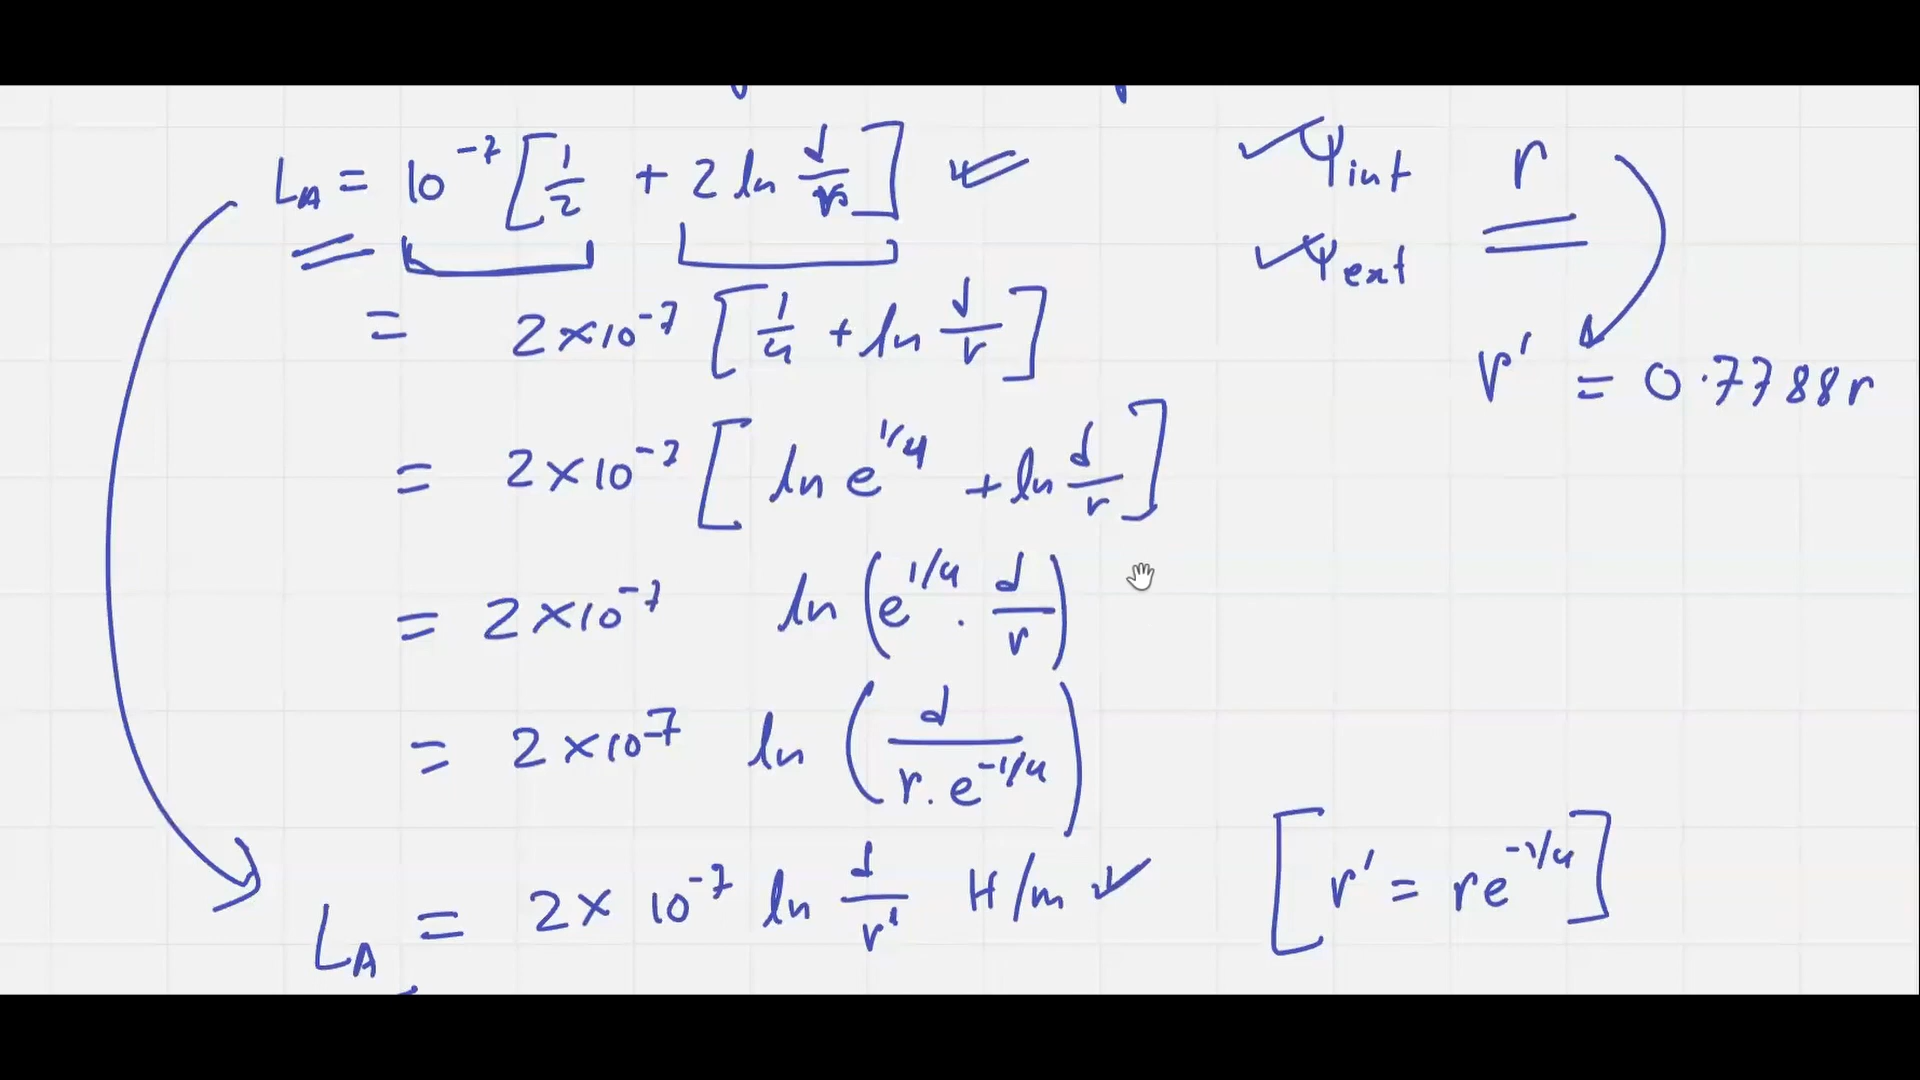 L_A = 10^-7 [ 1/2 + 2 ln d/r ]
ψ_int r
ψ_ext
= 2×10^-7 [ 1/4 + ln d/r ]
r' = 0.7788r
= 2×10^-7 [ ln e^1/4 + ln d/r ]
= 2×10^-7 ln ( e^1/4 . d/r )
= 2×10^-7 ln ( d / r.e^-1/4 )
L_A = 2×10^-7 ln d/r' H/m
[ r' = re^-1/4 ]